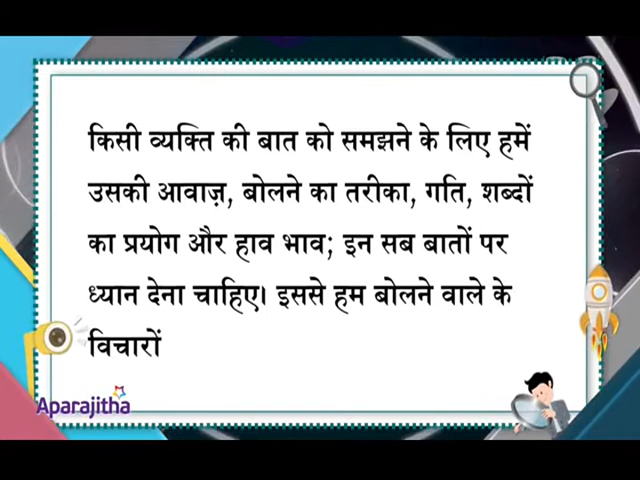 किसी व्यक्ति की बात को समझने के लिए हमें
उसकी आवाज़, बोलने का तरीका, गति, शब्दों
का प्रयोग और हाव भाव; इन सब बातों पर
ध्यान देना चाहिए। इससे हम बोलने वाले के
विचारों
Aparajitha